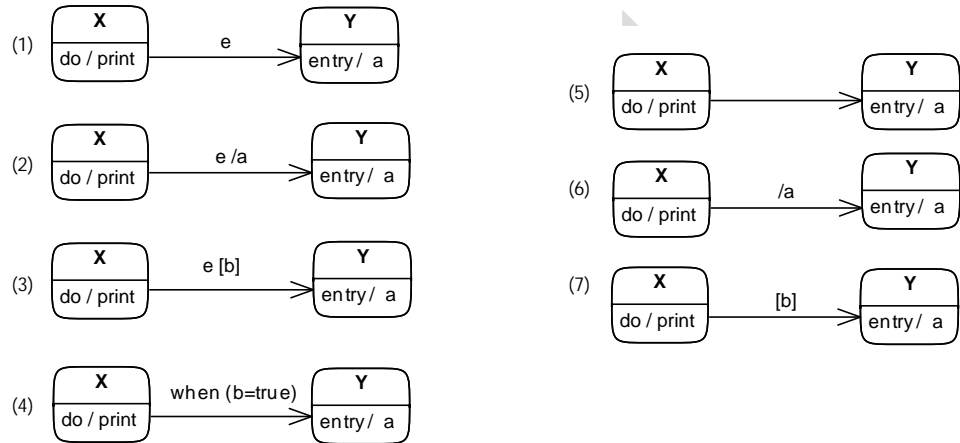 (1)
X
do / print
e
Y
entry / a
(2)
X
do / print
e /a
Y
entry / a
(3)
X
do / print
e [b]
Y
entry / a
(4)
X
do / print
when (b=true)
Y
entry / a
(5)
X
do / print
Y
entry / a
(6)
X
do / print
/a
Y
entry / a
(7)
X
do / print
[b]
Y
entry / a